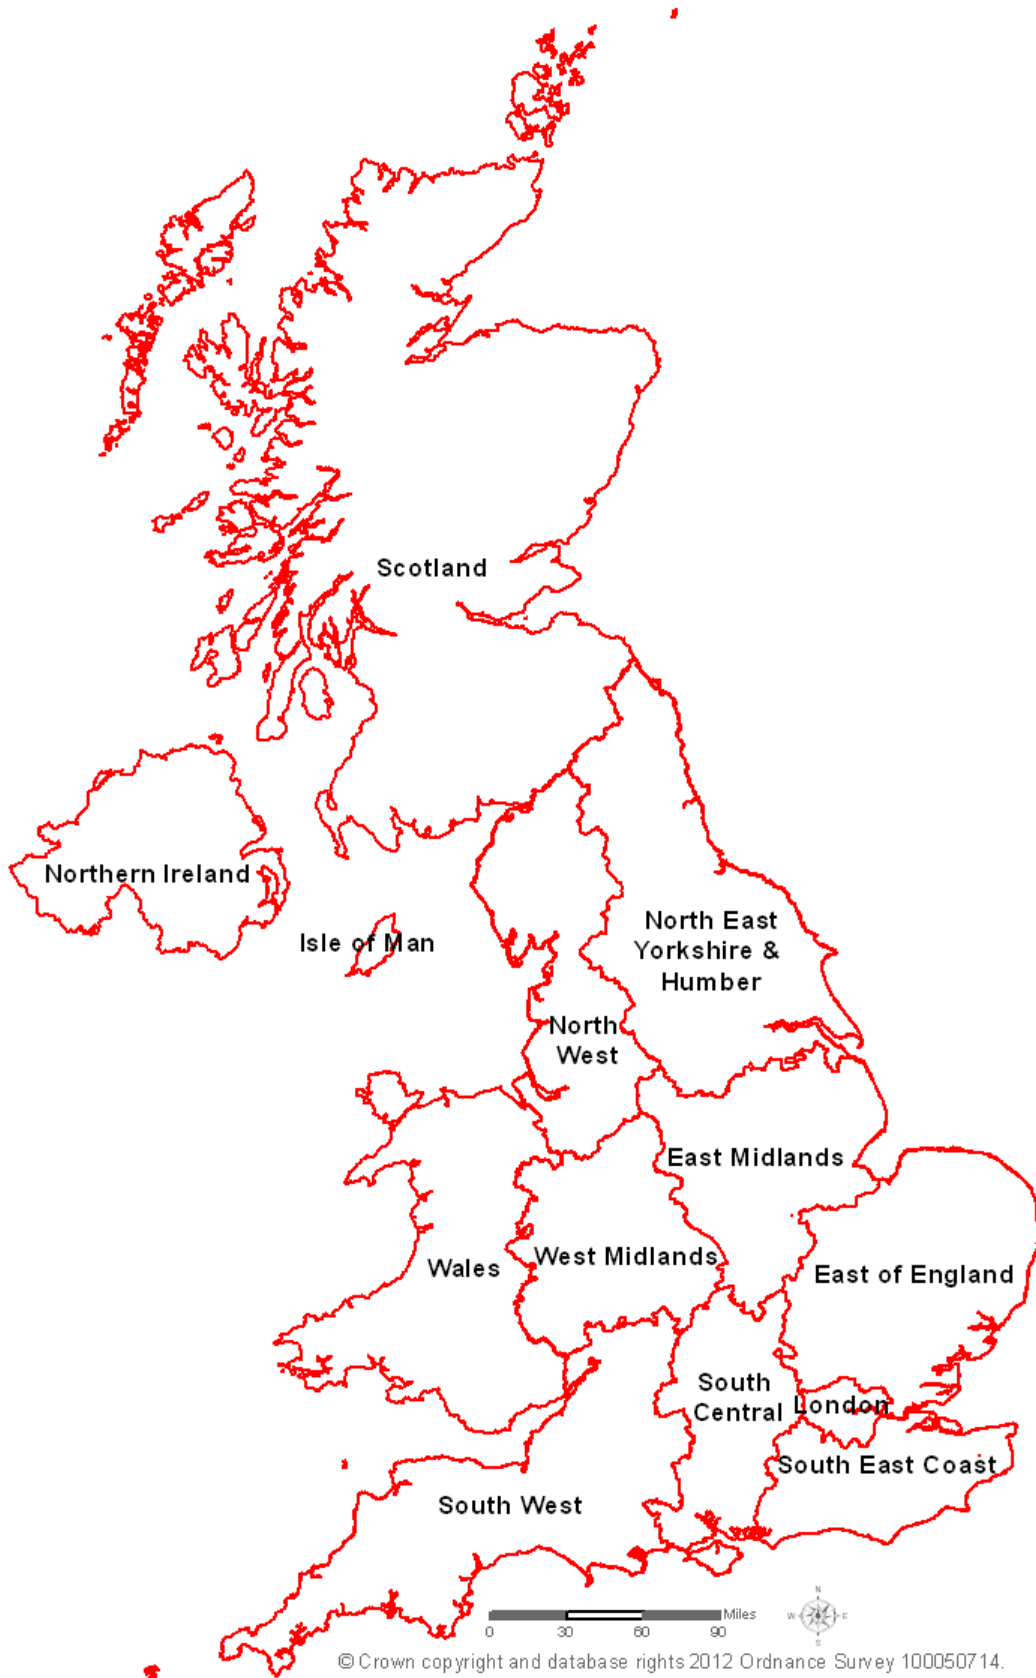 Scotland
Northern Ireland
Isle of Man
North East
Yorkshire &
Humber
North
West
East Midlands
West Midlands
Wales
East of England
South
Central
London
South East Coast
South West
Miles
0 30 60 90
N
W E
S
© Crown copyright and database rights 2012 Ordnance Survey 100050714.